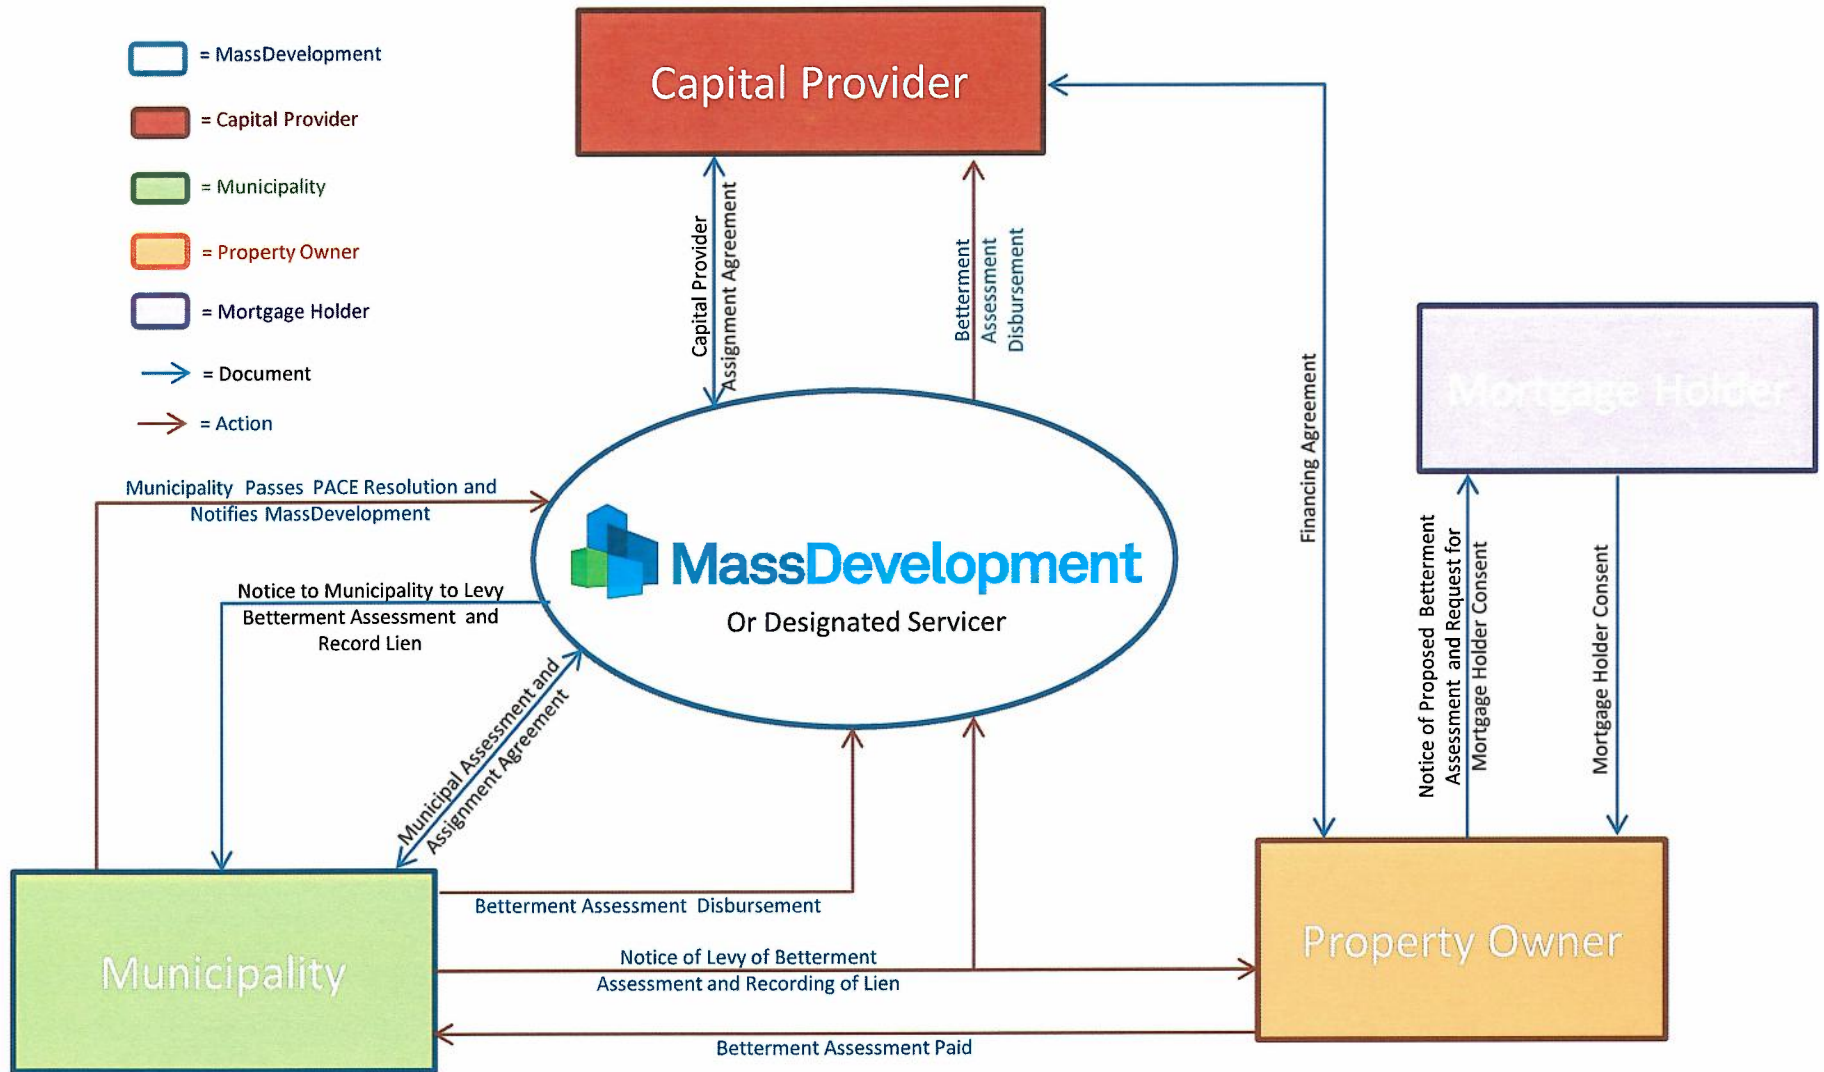 = MassDevelopment
= Capital Provider
= Municipality
= Property Owner
= Mortgage Holder
= Document
= Action
Capital Provider
Capital Provider
Assignment Agreement
Betterment
Assessment
Disbursement
Financing Agreement
Mortgage Holder
Notice of Proposed Betterment
Assessment and Request for
Mortgage Holder Consent
Mortgage Holder Consent
Municipality Passes PACE Resolution and
Notifies MassDevelopment
MassDevelopment
Or Designated Servicer
Notice to Municipality to Levy
Betterment Assessment and
Record Lien
Municipal Assessment and
Assignment Agreement
Municipality
Betterment Assessment Disbursement
Notice of Levy of Betterment
Assessment and Recording of Lien
Betterment Assessment Paid
Property Owner